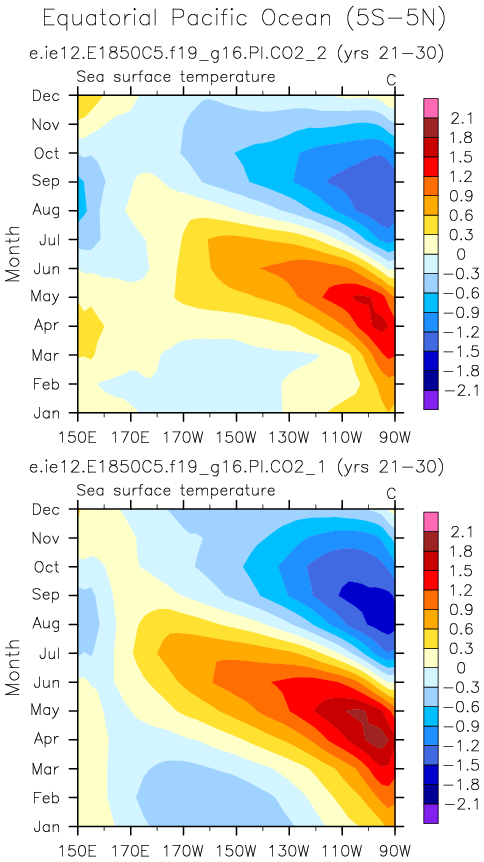 Equatorial Pacific Ocean (5S-5N)
e.ie12.E1850C5.f19_g16.PI.CO2_2 (yrs 21-30)
Sea surface temperature C
Dec
Nov
Oct
Sep
Aug
Jul
Jun
May
Apr
Mar
Feb
Jan
Month
150E 170E 170W 150W 130W 110W 90W
2.1
1.8
1.5
1.2
0.9
0.6
0.3
0
-0.3
-0.6
-0.9
-1.2
-1.5
-1.8
-2.1
e.ie12.E1850C5.f19_g16.PI.CO2_1 (yrs 21-30)
Sea surface temperature C
Dec
Nov
Oct
Sep
Aug
Jul
Jun
May
Apr
Mar
Feb
Jan
Month
150E 170E 170W 150W 130W 110W 90W
2.1
1.8
1.5
1.2
0.9
0.6
0.3
0
-0.3
-0.6
-0.9
-1.2
-1.5
-1.8
-2.1